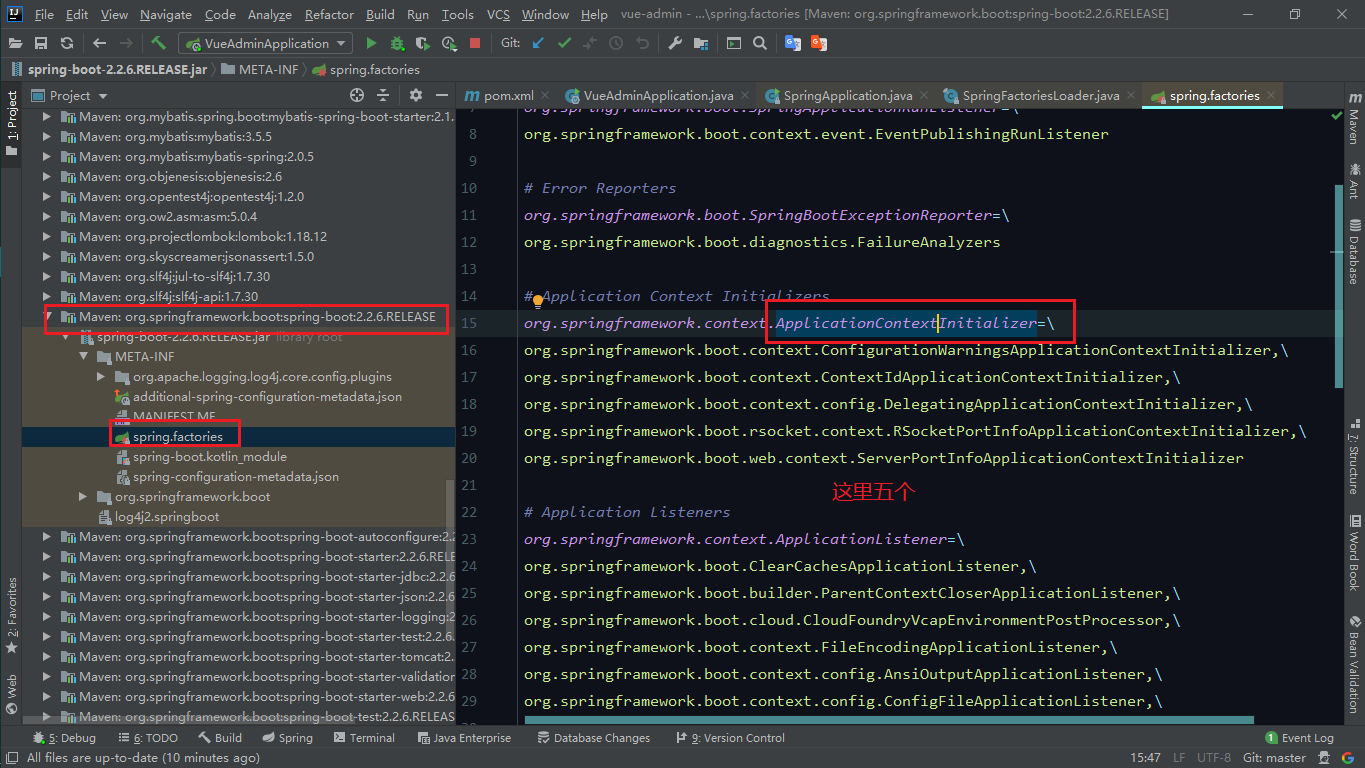 File Edit View Navigate Code Analyze Refactor Build Run Tools VCS Window Help vue-admin - ...\spring.factories [Maven: org.springframework.boot:spring-boot:2.2.6.RELEASE]
VueAdminApplication Git:
spring-boot-2.2.6.RELEASE.jar META-INF spring.factories
Project
pom.xml VueAdminApplication.java SpringApplication.java SpringFactoriesLoader.java spring.factories
Maven: org.mybatis.spring.boot:mybatis-spring-boot-starter:2.1.
Maven: org.mybatis:mybatis:3.5.5
Maven: org.mybatis:mybatis-spring:2.0.5
Maven: org.objenesis:objenesis:2.6
Maven: org.opentest4j:opentest4j:1.2.0
Maven: org.ow2.asm:asm:5.0.4
Maven: org.projectlombok:lombok:1.18.12
Maven: org.skyscreamer:jsonassert:1.5.0
Maven: org.slf4j:jul-to-slf4j:1.7.30
Maven: org.slf4j:slf4j-api:1.7.30
Maven: org.springframework.boot:spring-boot:2.2.6.RELEASE
spring-boot-2.2.6.RELEASE.jar library root
META-INF
org.apache.logging.log4j.core.config.plugins
additional-spring-configuration-metadata.json
MANIFEST.MF
spring.factories
spring-boot.kotlin_module
spring-configuration-metadata.json
org.springframework.boot
log4j2.springboot
Maven: org.springframework.boot:spring-boot-autoconfigure:2.2
Maven: org.springframework.boot:spring-boot-starter:2.2.6.RELE
Maven: org.springframework.boot:spring-boot-starter-jdbc:2.2.6
Maven: org.springframework.boot:spring-boot-starter-json:2.2.6
Maven: org.springframework.boot:spring-boot-starter-logging:2
Maven: org.springframework.boot:spring-boot-starter-test:2.2.6
Maven: org.springframework.boot:spring-boot-starter-tomcat:2.
Maven: org.springframework.boot:spring-boot-starter-validation
Maven: org.springframework.boot:spring-boot-starter-web:2.2.6
Maven: org.springframework.boot:spring-boot-test:2.2.6.RELEASE
7 org.springframework.boot.SpringApplicationRunListener=\
8 org.springframework.boot.context.event.EventPublishingRunListener
9
10 # Error Reporters
11 org.springframework.boot.SpringBootExceptionReporter=\
12 org.springframework.boot.diagnostics.FailureAnalyzers
13
14 # Application Context Initializers
15 org.springframework.context.ApplicationContextInitializer=\
16 org.springframework.boot.context.ConfigurationWarningsApplicationContextInitializer,\
17 org.springframework.boot.context.ContextIdApplicationContextInitializer,\
18 org.springframework.boot.context.config.DelegatingApplicationContextInitializer,\
19 org.springframework.boot.rsocket.context.RSocketPortInfoApplicationContextInitializer,\
20 org.springframework.boot.web.context.ServerPortInfoApplicationContextInitializer
21
这里五个
22 # Application Listeners
23 org.springframework.context.ApplicationListener=\
24 org.springframework.boot.ClearCachesApplicationListener,\
25 org.springframework.boot.builder.ParentContextCloserApplicationListener,\
26 org.springframework.boot.cloud.CloudFoundryVcapEnvironmentPostProcessor,\
27 org.springframework.boot.context.FileEncodingApplicationListener,\
28 org.springframework.boot.context.config.AnsiOutputApplicationListener,\
29 org.springframework.boot.context.config.ConfigFileApplicationListener,\
1: Project
2: Favorites
Web
Maven
Ant
Database
7: Structure
Word Book
Bean Validation
5: Debug 6: TODO Build Spring Terminal Java Enterprise Database Changes 9: Version Control 1 Event Log
All files are up-to-date (10 minutes ago) 15:47 LF UTF-8 Git: master